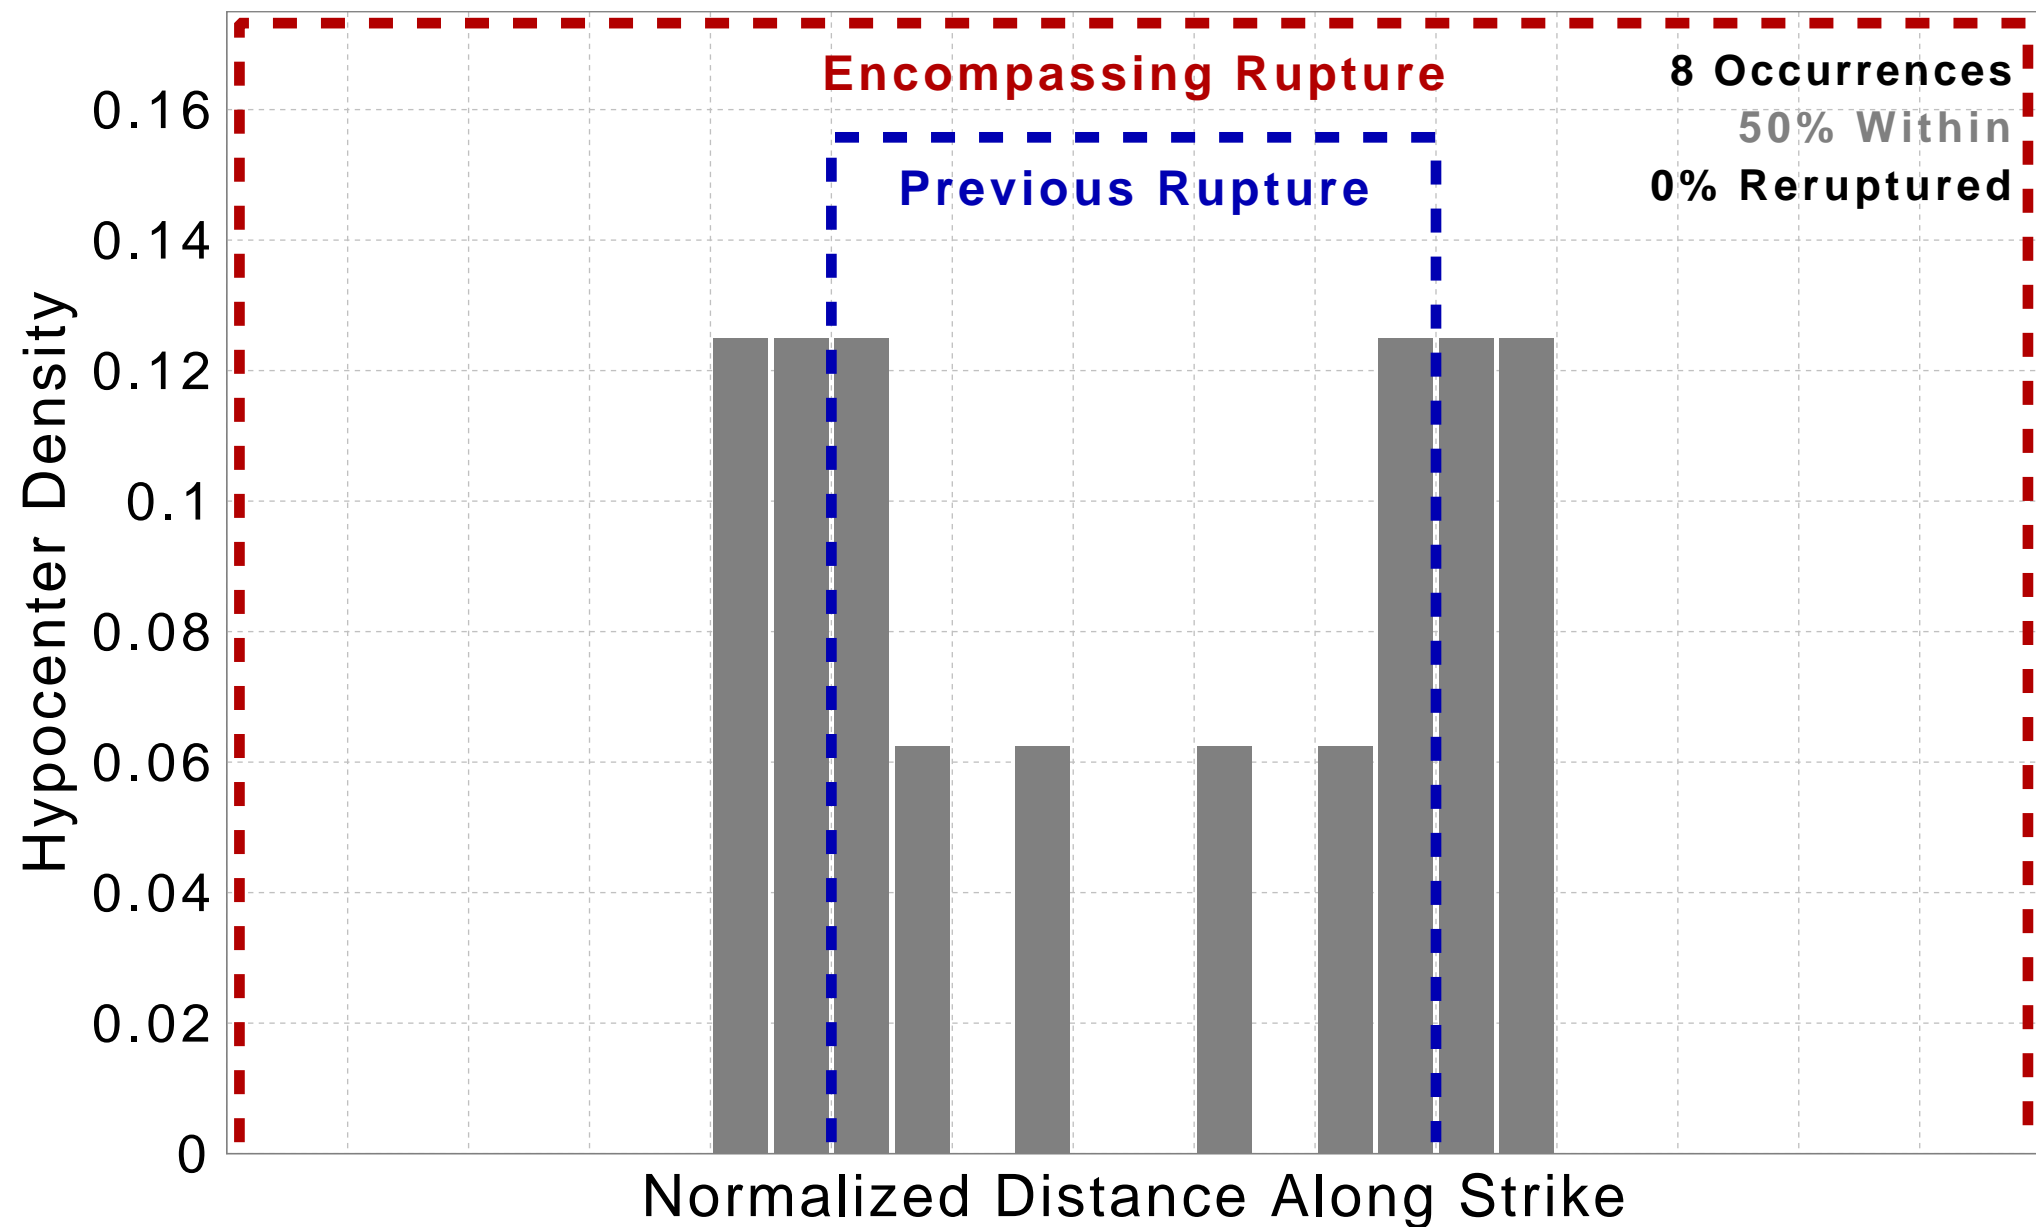 Encompassing Rupture
8 Occurrences
50% Within
0% Reruptured
Previous Rupture
Hypocenter Density
0.16
0.14
0.12
0.1
0.08
0.06
0.04
0.02
0
Normalized Distance Along Strike